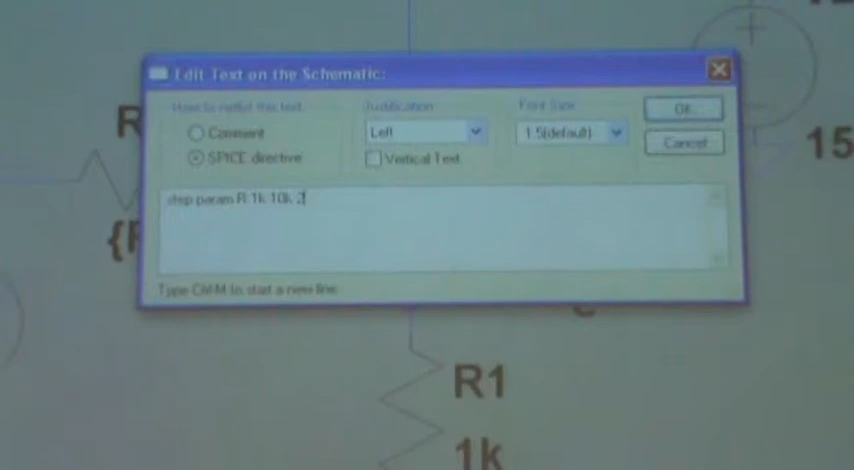 Edit Text on the Schematic:
How to netlist this text
Justification
Font Size
OK
Comment
Left
1.5(default)
R
SPICE directive
Vertical Text
Cancel
15
step param R 1k 10k 2
{R
Type Ctrl-M to start a new line.
R1
1k